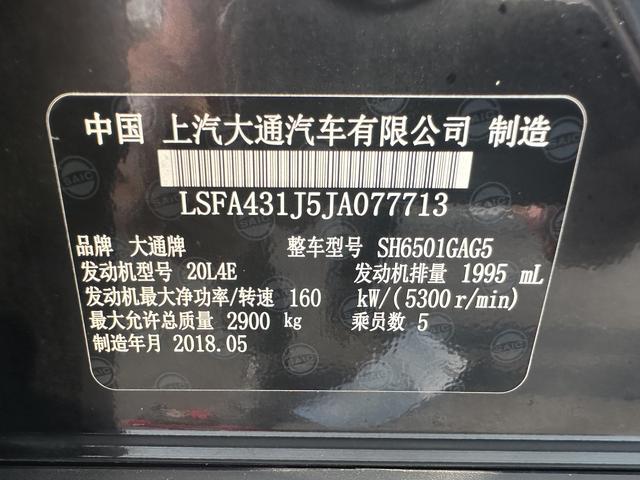 中国 上汽大通汽车有限公司 制造
LSFA431J5JA077713
品牌 大通牌 整车型号 SH6501GAG5
发动机型号 20L4E 发动机排量 1995 mL
发动机最大净功率/转速 160 kW/(5300r/min)
最大允许总质量 2900 kg 乘员数 5
制造年月 2018.05
SAIC